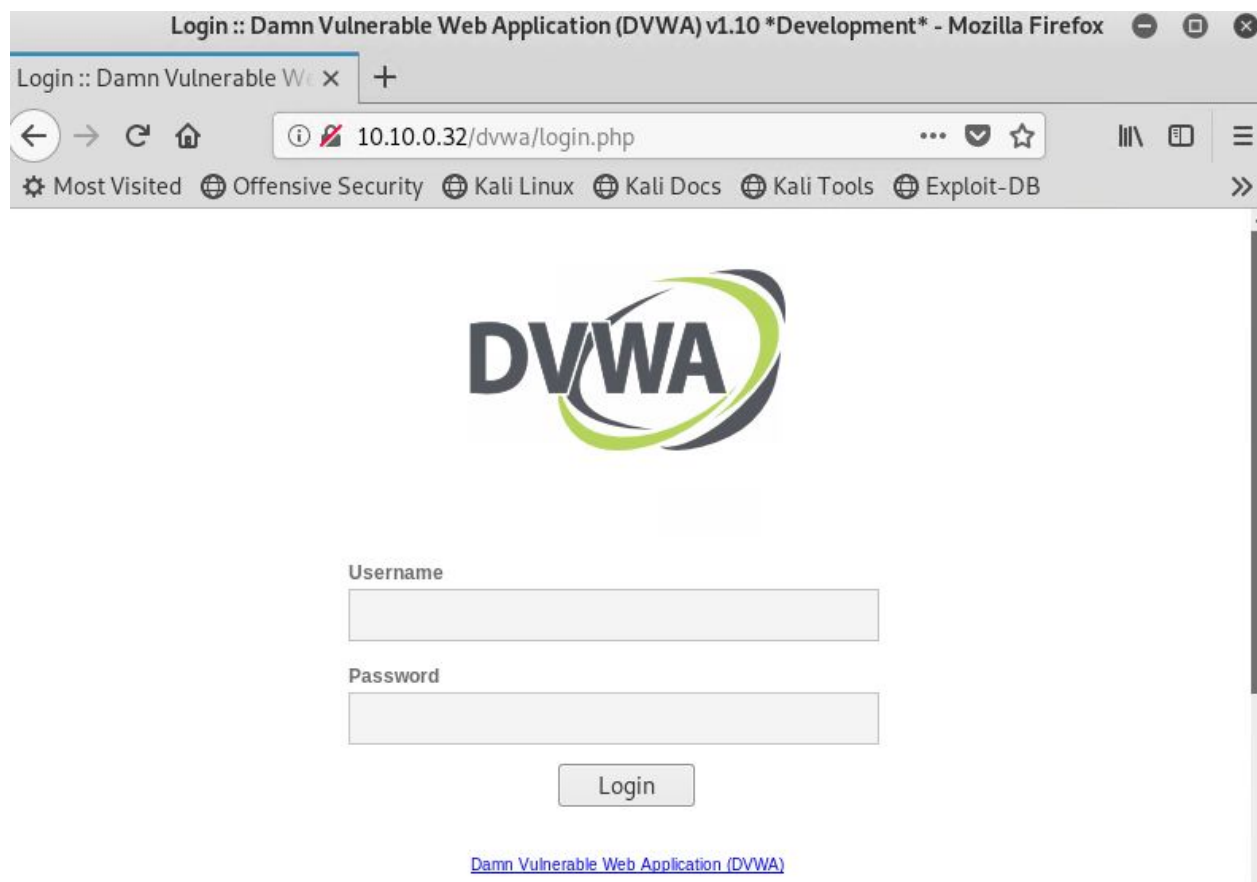 Login :: Damn Vulnerable Web Application (DVWA) v1.10 *Development* - Mozilla Firefox
Login :: Damn Vulnerable We
10.10.0.32/dvwa/login.php
Most Visited Offensive Security Kali Linux Kali Docs Kali Tools Exploit-DB
DVWA
Username
Password
Login
Damn Vulnerable Web Application (DVWA)